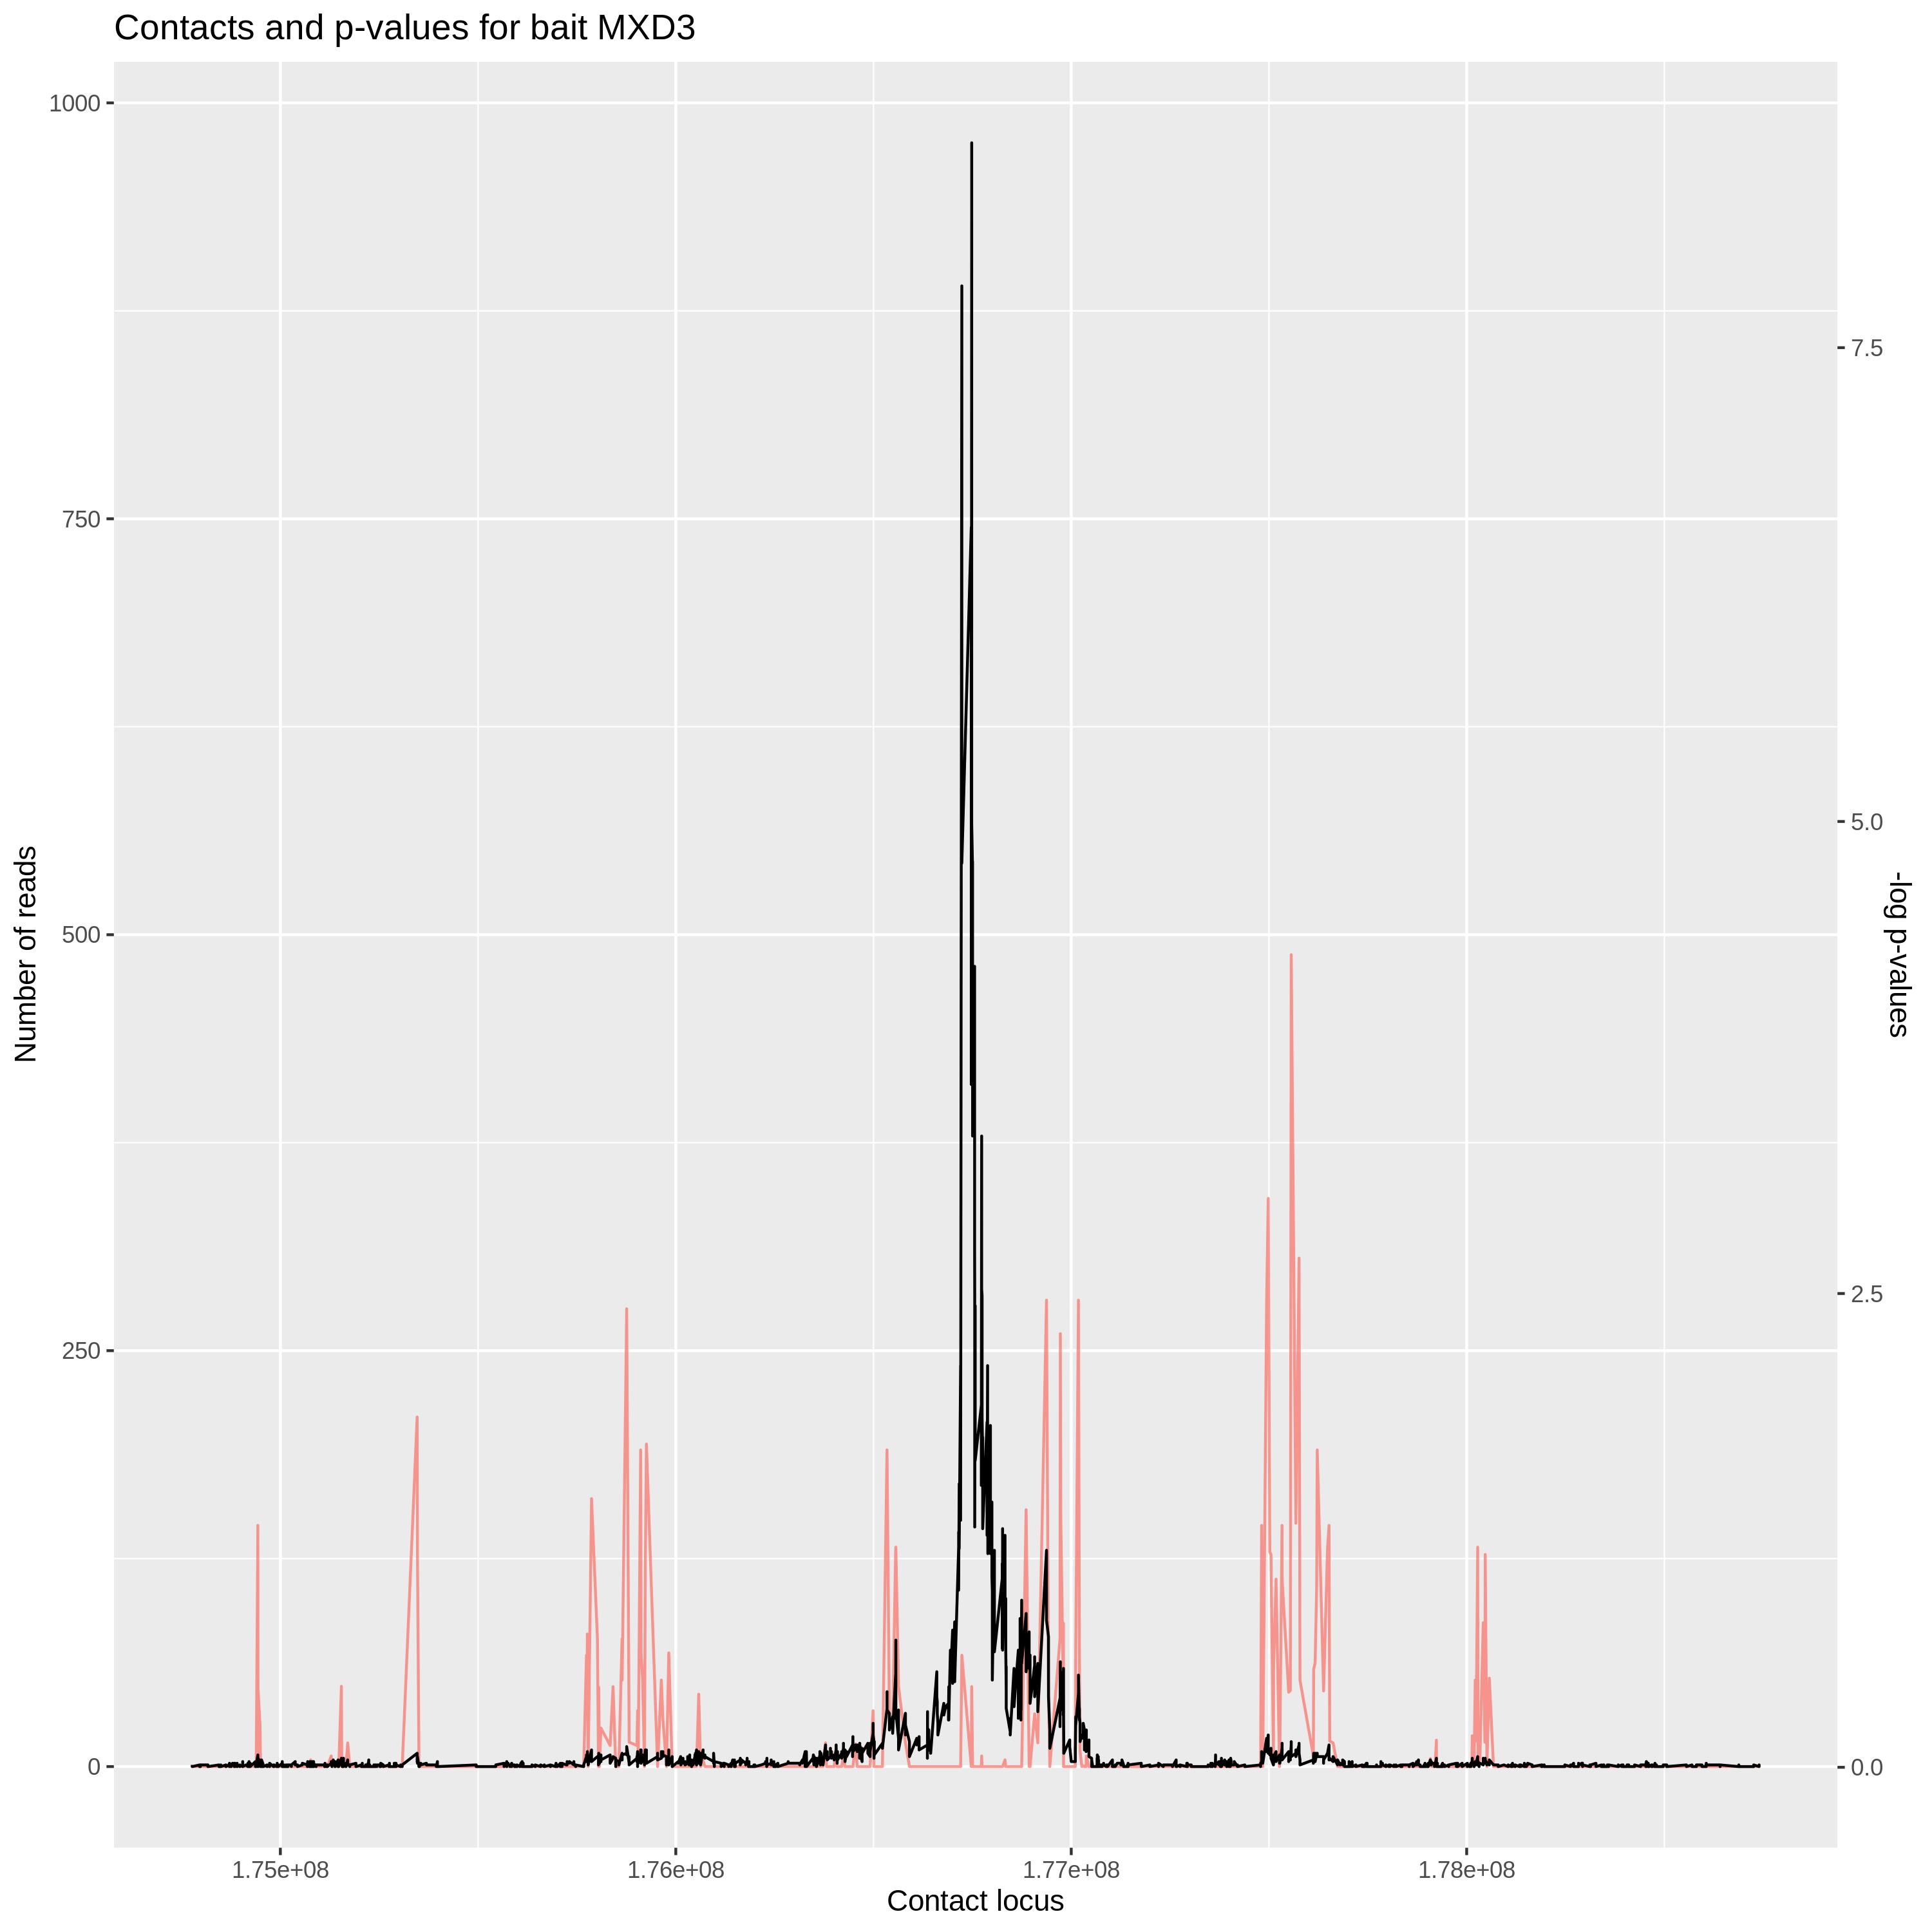 Contacts and p-values for bait MXD3
1000
750
500
250
0
Number of reads
7.5
5.0
2.5
0.0
-log p-values
1.75e+08
1.76e+08
1.77e+08
1.78e+08
Contact locus